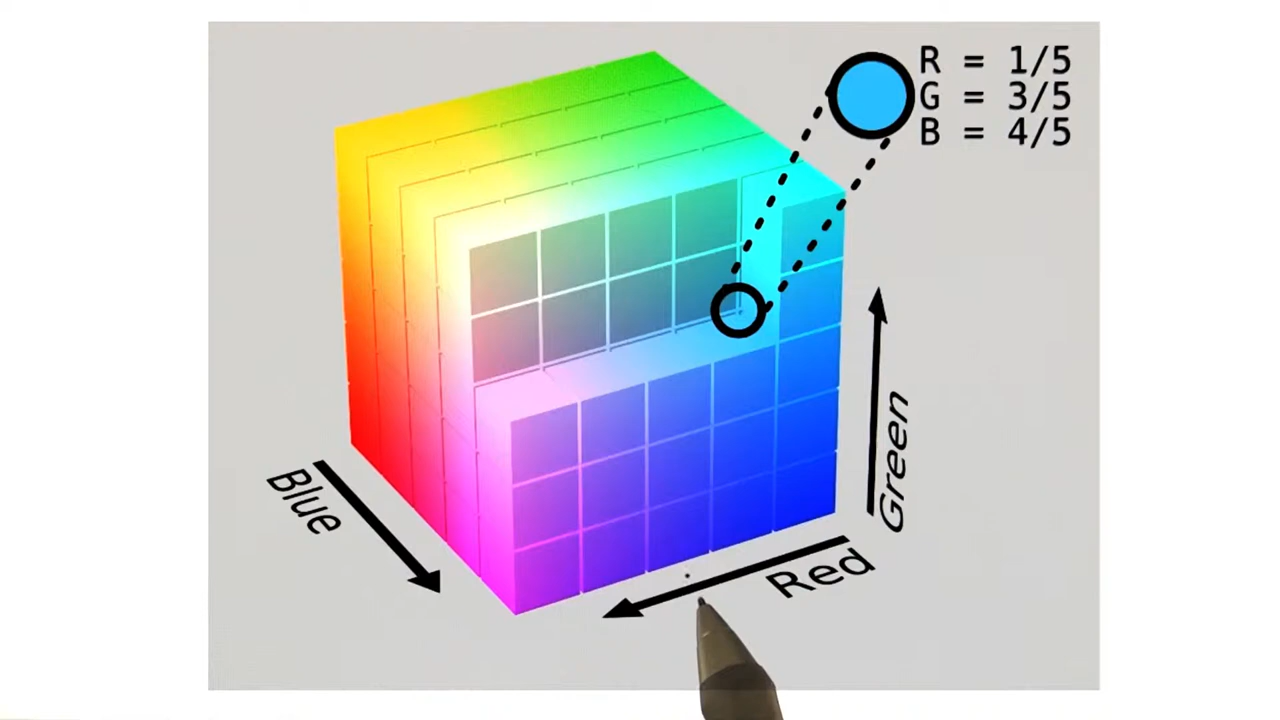 R = 1/5
G = 3/5
B = 4/5
Blue
Green
Red